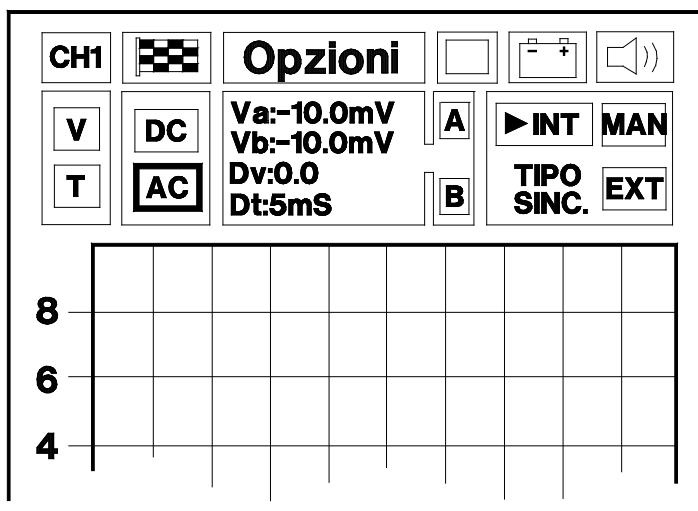 CH1 Opzioni - +
V DC Va:-10.0mV A ►INT MAN
Vb:-10.0mV
T AC Dv:0.0 B TIPO EXT
Dt:5mS SINC.
8
6
4